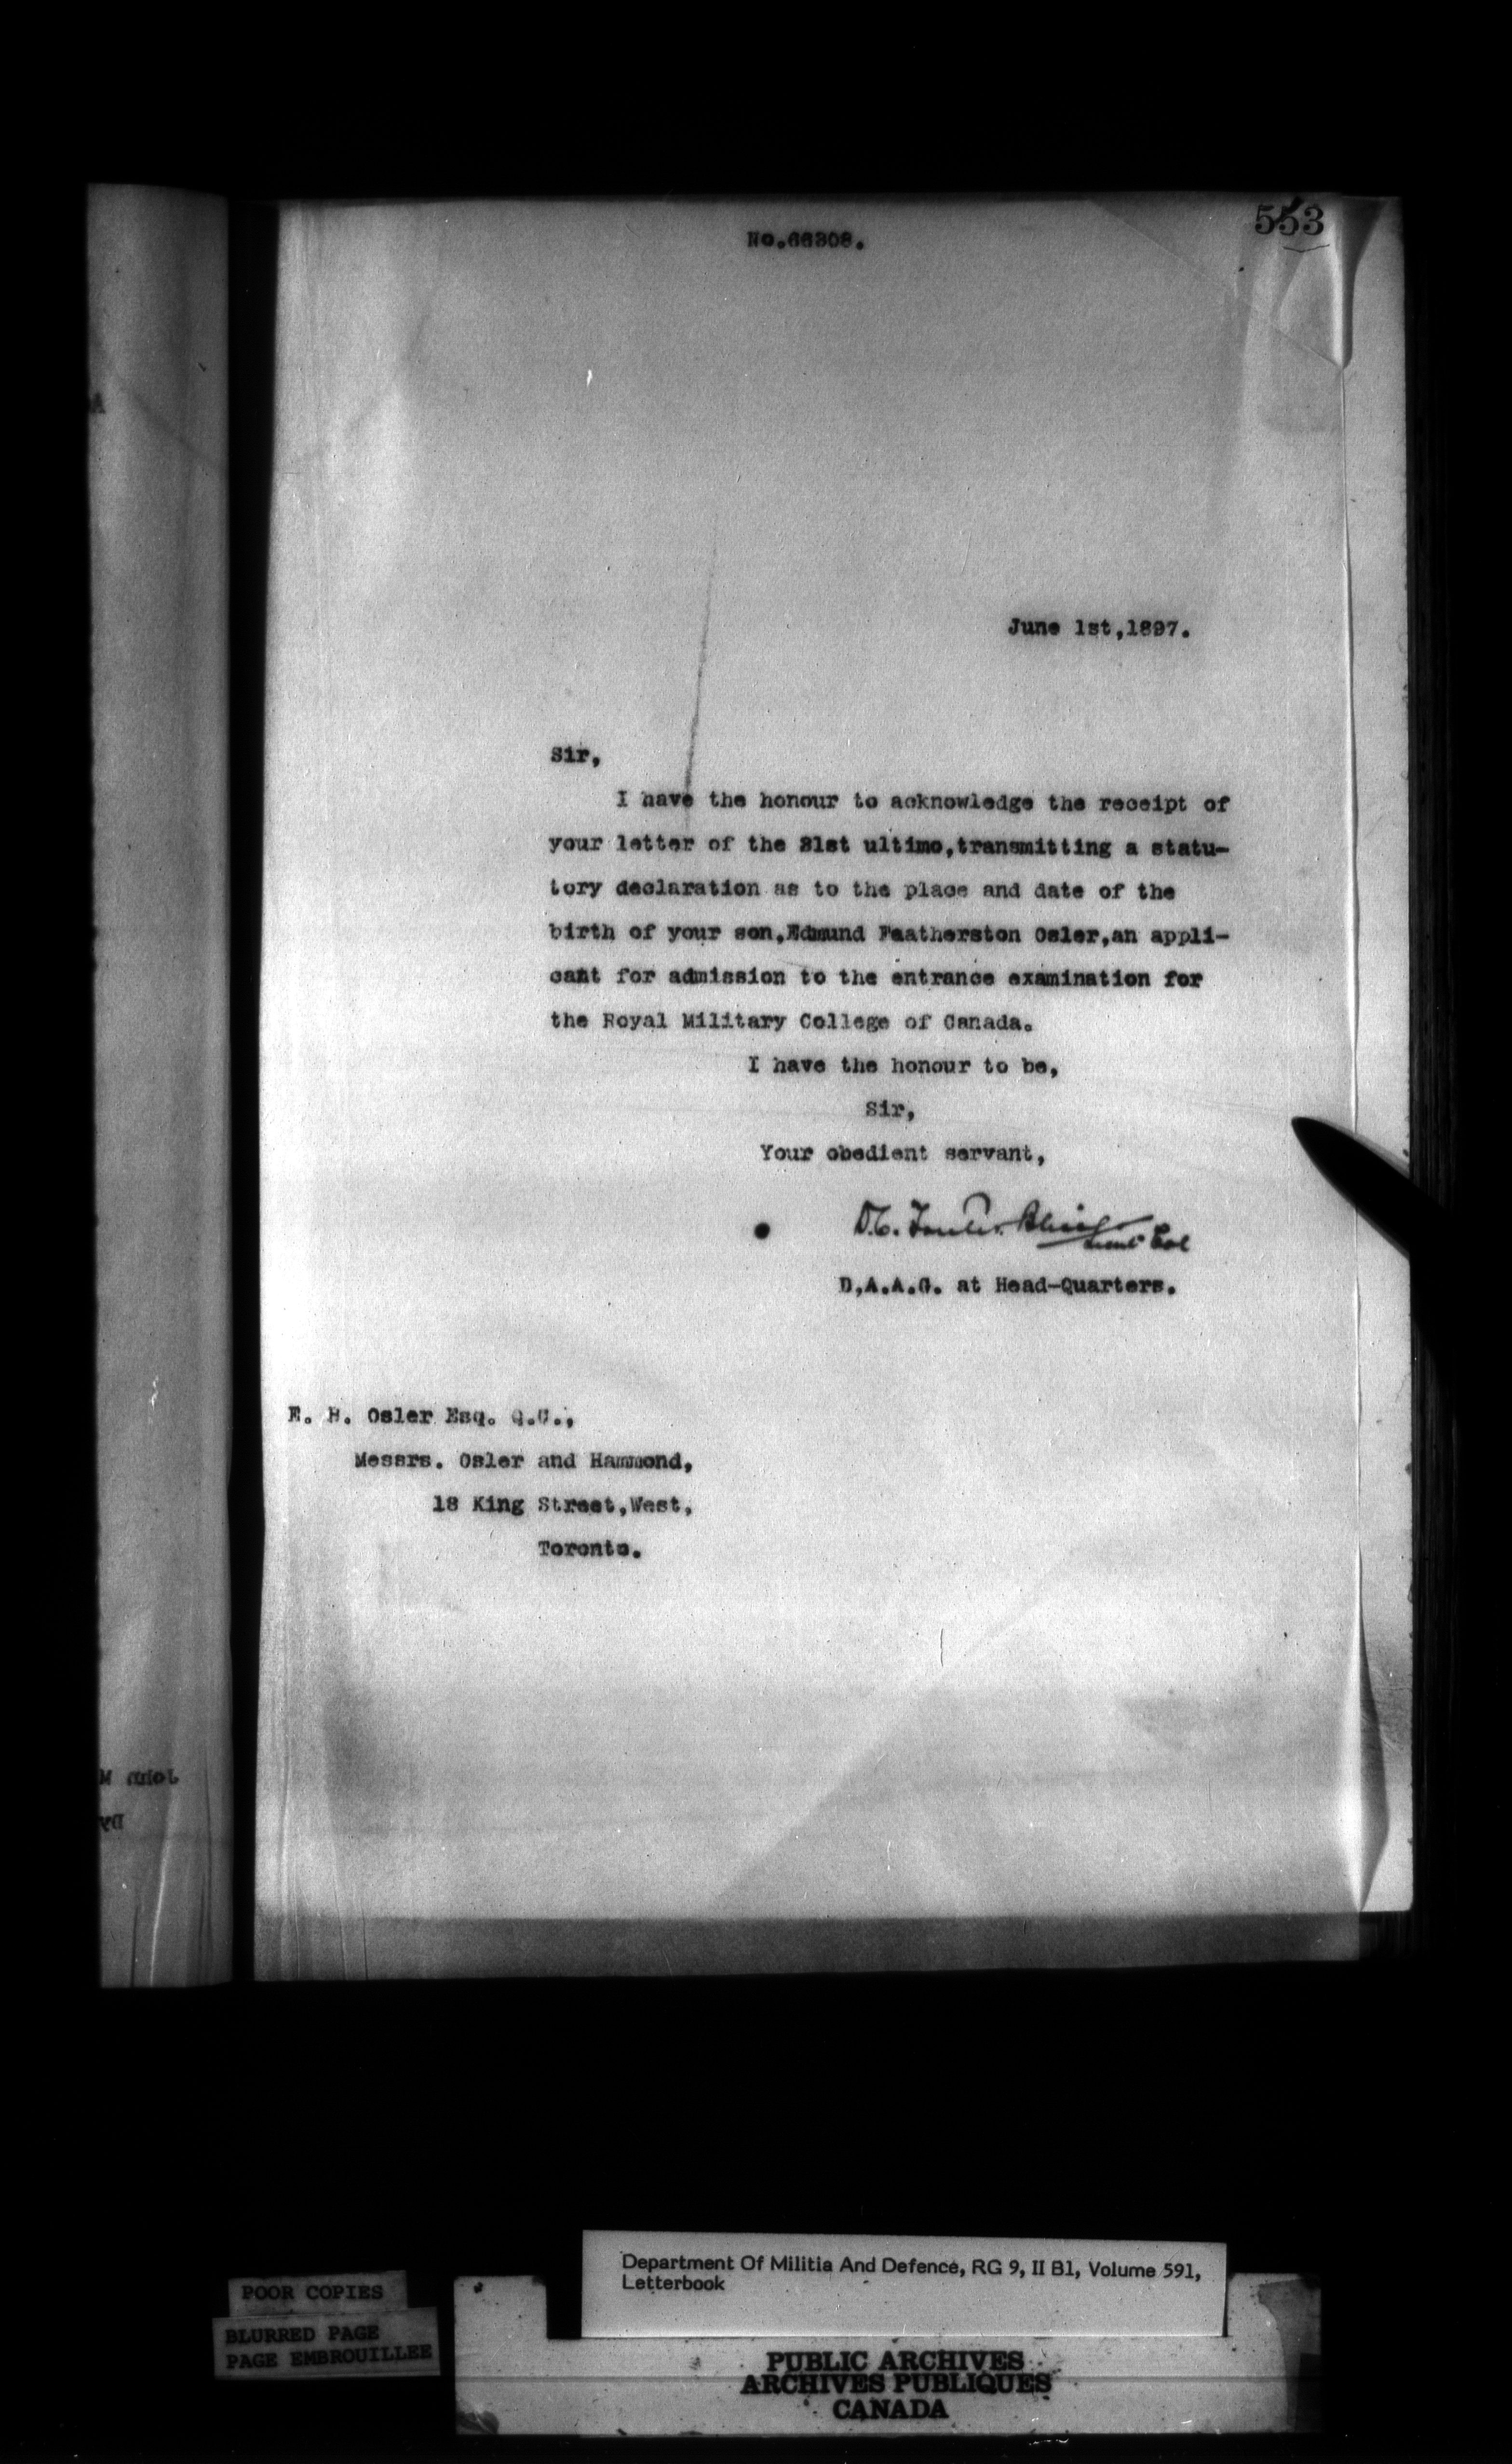 553
No.66308.
June 1st,1897.
Sir,
I have the honour to acknowledge the receipt of
your letter of the 31st ultimo,transmitting a statu-
tory declaration as to the place and date of the
birth of your son,Edmund Featherston Osler,an appli-
cant for admission to the entrance examination for
the Royal Military College of Canada.
I have the honour to be,
Sir,
Your obedient servant,
Lieut Col
D,A.A.G. at Head-Quarters.
E. B. Osler Esq. Q.C.,
Messrs. Osler and Hammond,
18 King Street,West,
Toronto.
John M
Dy
Department Of Militia And Defence, RG 9, II B1, Volume 591,
Letterbook
POOR COPIES
BLURRED PAGE
PAGE EMBROUILLEE
PUBLIC ARCHIVES
ARCHIVES PUBLIQUES
CANADA